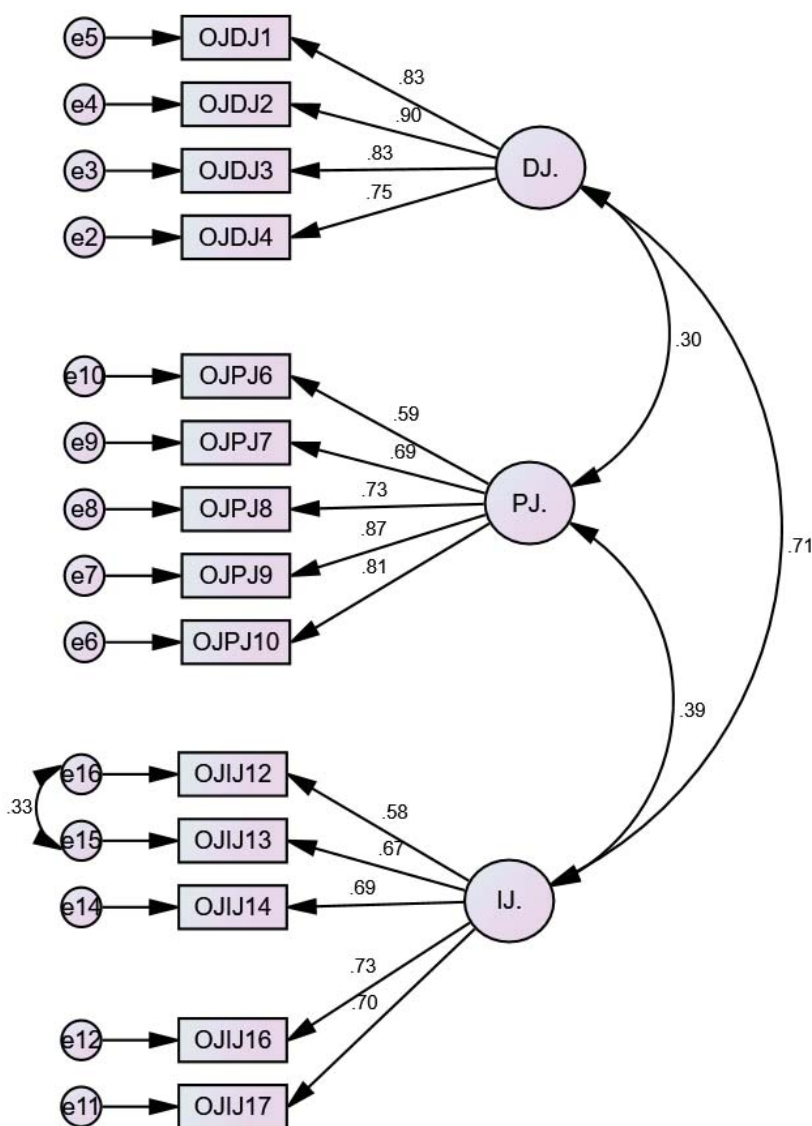 e5 OJDJ1
.83
e4 OJDJ2
.90
e3 OJDJ3
.83
DJ.
.75
e2 OJDJ4
.30
e10 OJPJ6
.59
e9 OJPJ7
.69
e8 OJPJ8
.73
PJ.
.87
e7 OJPJ9
.81
e6 OJPJ10
.71
.39
e16 OJIJ12
.58
.33
e15 OJIJ13
.67
e14 OJIJ14
.69
IJ.
.73
.70
e12 OJIJ16
e11 OJIJ17